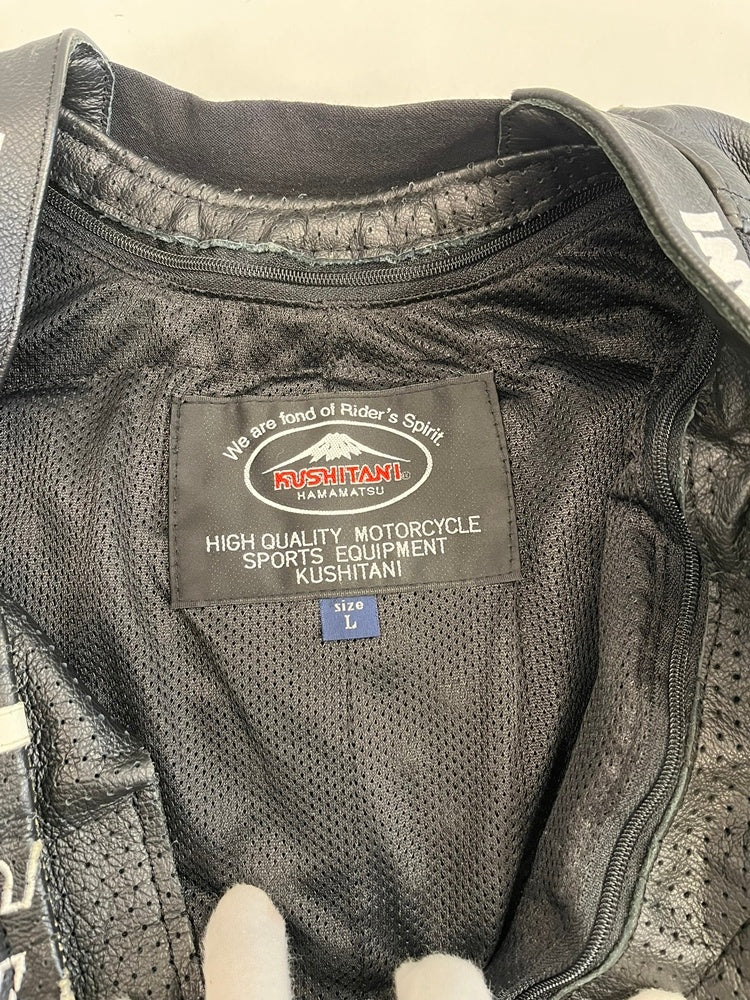 We are fond of Rider's Spirit.
KUSHITANI®
HAMAMATSU
HIGH QUALITY MOTORCYCLE
SPORTS EQUIPMENT
KUSHITANI
size
L